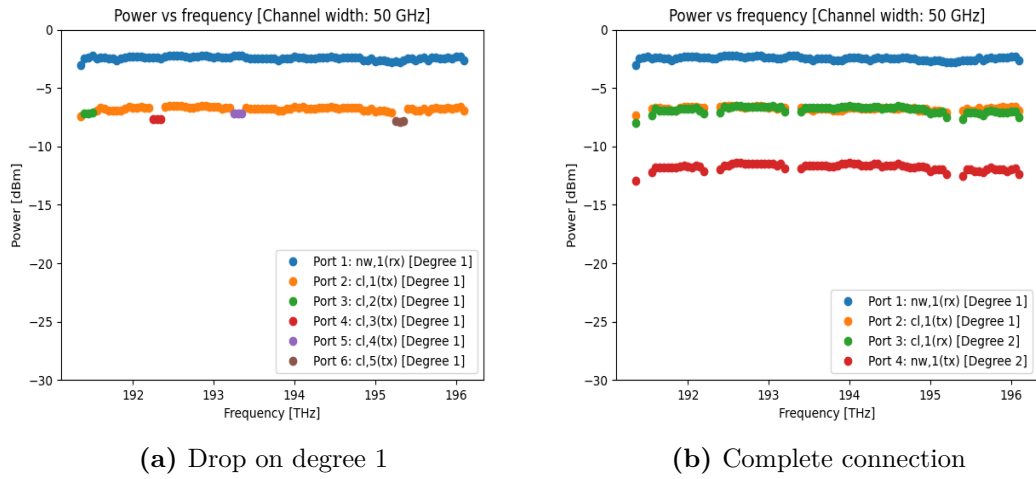 Power vs frequency [Channel width: 50 GHz]
0
−5
−10
−15
−20
−25
−30
Power [dBm]
192
193
194
195
196
Frequency [THz]
Port 1: nw,1(rx) [Degree 1]
Port 2: cl,1(tx) [Degree 1]
Port 3: cl,2(tx) [Degree 1]
Port 4: cl,3(tx) [Degree 1]
Port 5: cl,4(tx) [Degree 1]
Port 6: cl,5(tx) [Degree 1]
(a) Drop on degree 1
Power vs frequency [Channel width: 50 GHz]
0
−5
−10
−15
−20
−25
−30
Power [dBm]
192
193
194
195
196
Frequency [THz]
Port 1: nw,1(rx) [Degree 1]
Port 2: cl,1(tx) [Degree 1]
Port 3: cl,1(rx) [Degree 2]
Port 4: nw,1(tx) [Degree 2]
(b) Complete connection